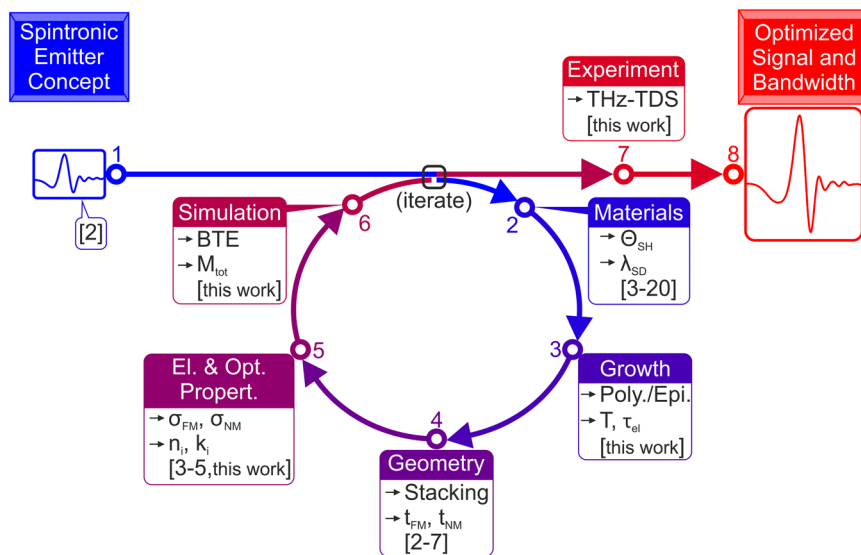 Spintronic
Emitter
Concept
Optimized
Signal and
Bandwidth
Experiment
→ THz-TDS
[this work]
1
7
8
[2]
(iterate)
Simulation
→ BTE
→ M_tot
[this work]
6
2
Materials
→ Θ_SH
→ λ_SD
[3-20]
5
3
El. & Opt.
Propert.
→ σ_FM, σ_NM
→ n_i, k_i
[3-5,this work]
Growth
→ Poly./Epi.
→ T, τ_el
[this work]
4
Geometry
→ Stacking
→ t_FM, t_NM
[2-7]